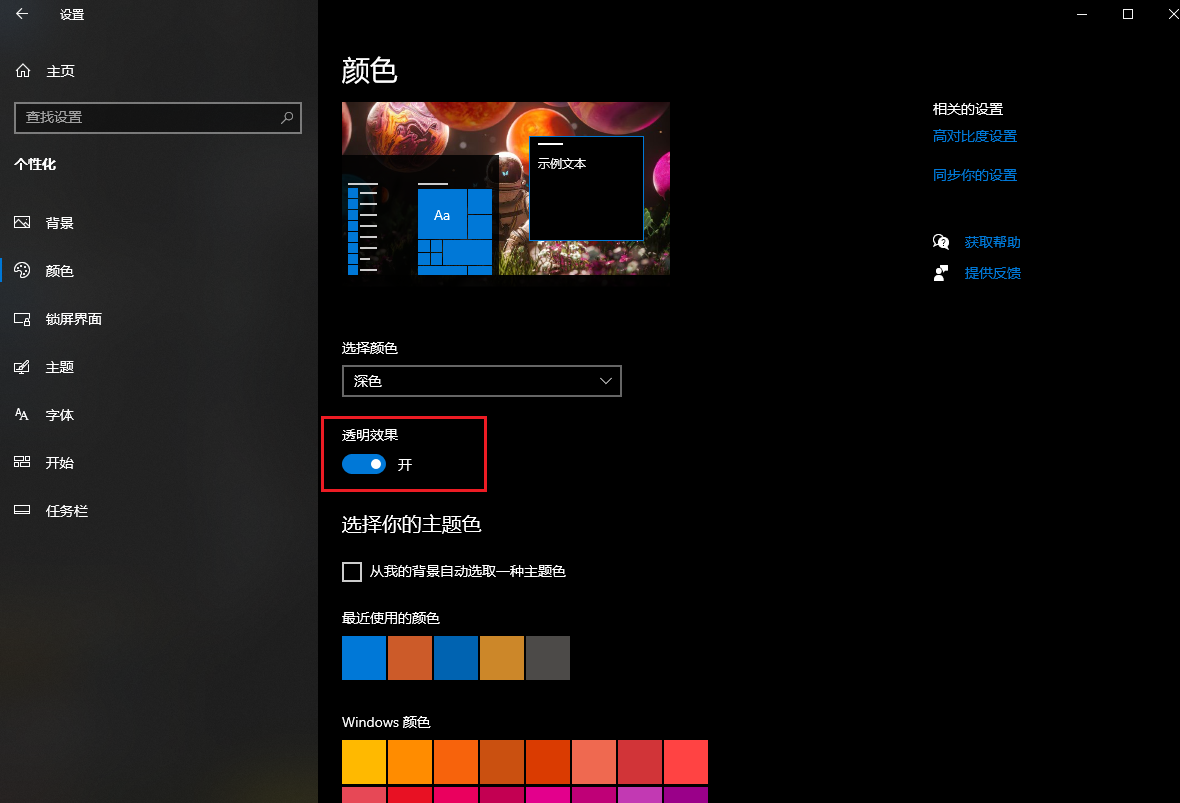 设置
主页
查找设置
个性化
背景
颜色
锁屏界面
主题
字体
开始
任务栏
颜色
示例文本
Aa
选择颜色
深色
透明效果
开
选择你的主题色
从我的背景自动选取一种主题色
最近使用的颜色
Windows 颜色
相关的设置
高对比度设置
同步你的设置
获取帮助
提供反馈